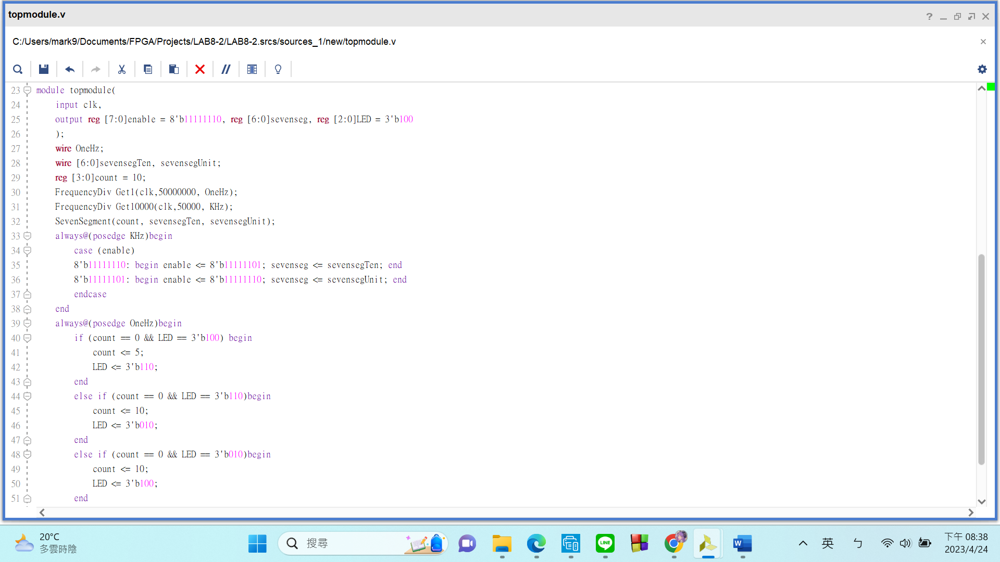 topmodule.v
C:/Users/mark9/Documents/FPGA/Projects/LAB8-2/LAB8-2.srcs/sources_1/new/topmodule.v
23 module topmodule(
24 input clk,
25 output reg [7:0]enable = 8'b11111110, reg [6:0]sevenseg, reg [2:0]LED = 3'b100
26 );
27 wire OneHz;
28 wire [6:0]sevensegTen, sevensegUnit;
29 reg [3:0]count = 10;
30 FrequencyDiv Get1(clk,50000000, OneHz);
31 FrequencyDiv Get10000(clk,50000, KHz);
32 SevenSegment(count, sevensegTen, sevensegUnit);
33 always@(posedge KHz)begin
34 case (enable)
35 8'b11111110: begin enable <= 8'b11111101; sevenseg <= sevensegTen; end
36 8'b11111101: begin enable <= 8'b11111110; sevenseg <= sevensegUnit; end
37 endcase
38 end
39 always@(posedge OneHz)begin
40 if (count == 0 && LED == 3'b100) begin
41 count <= 5;
42 LED <= 3'b110;
43 end
44 else if (count == 0 && LED == 3'b110)begin
45 count <= 10;
46 LED <= 3'b010;
47 end
48 else if (count == 0 && LED == 3'b010)begin
49 count <= 10;
50 LED <= 3'b100;
51 end
20°C
多雲時陰
搜尋
LINE
W
英
ㄅ
下午 08:38
2023/4/24